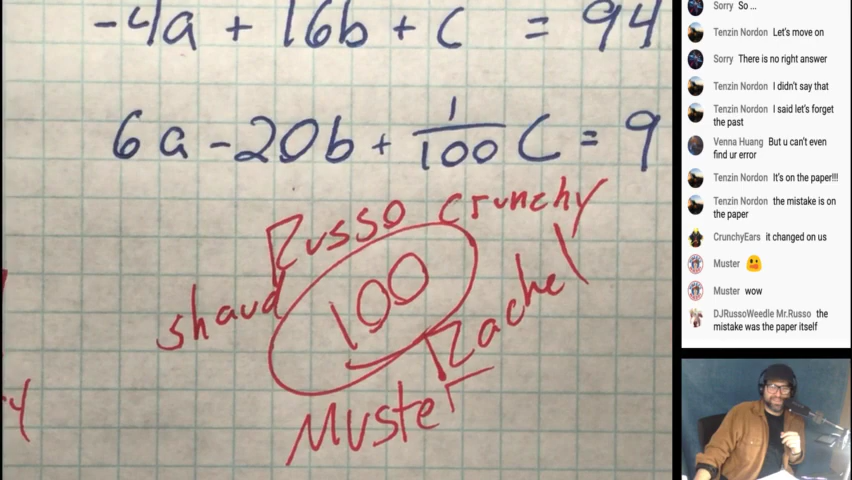 -4a + 16b + C = 94
6a - 20b + 1/100 C = 9
Russo crunchy
shaud 100 Rachel
Muster
Sorry So ...
Tenzin Nordon Let's move on
Sorry There is no right answer
Tenzin Nordon I didn't say that
Tenzin Nordon I said let's forget
the past
Venna Huang But u can't even
find ur error
Tenzin Nordon It's on the paper!!!
Tenzin Nordon the mistake is on
the paper
CrunchyEars it changed on us
Muster
Muster wow
DJRussoWeedle Mr.Russo the
mistake was the paper itself